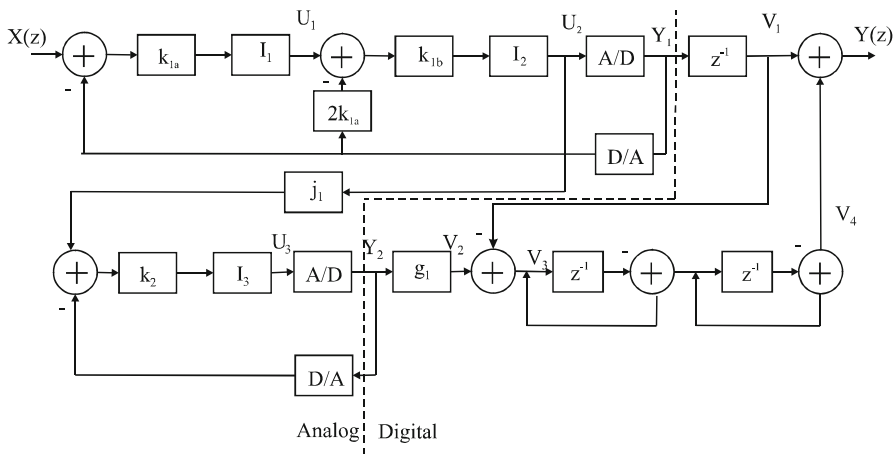 X(z)
+
k₁ₐ
I₁
U₁
+
k₁b
I₂
U₂
A/D
Y₁
z⁻¹
V₁
+
Y(z)
-
-
2k₁ₐ
D/A
j₁
+
k₂
I₃
U₃
A/D
Y₂
g₁
V₂
-
+
V₃
z⁻¹
-
+
z⁻¹
-
+
V₄
-
D/A
Analog
Digital